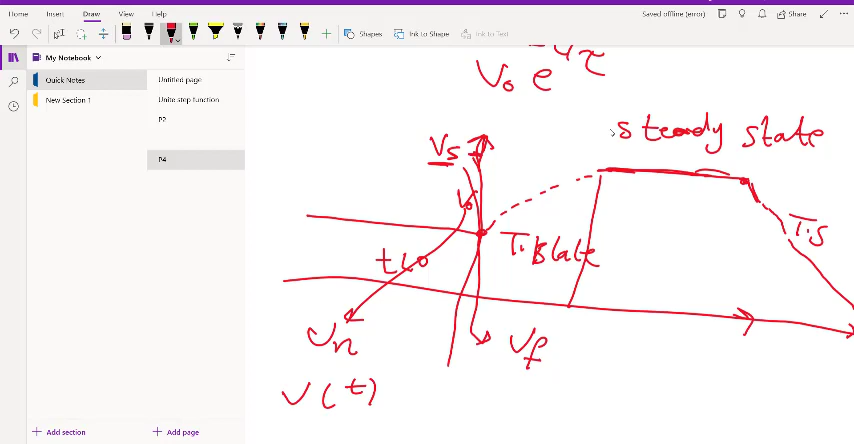 Home Insert Draw View Help
Saved offline (error)
Share
Shapes
Ink to Shape
Ink to Text
My Notebook
Quick Notes
New Section 1
Untitled page
Unite step function
P2
P4
Add section
Add page
V₀ e
steady state
Vs
V₀
T.S
T.State
t<0
Vn
Vf
V(t)